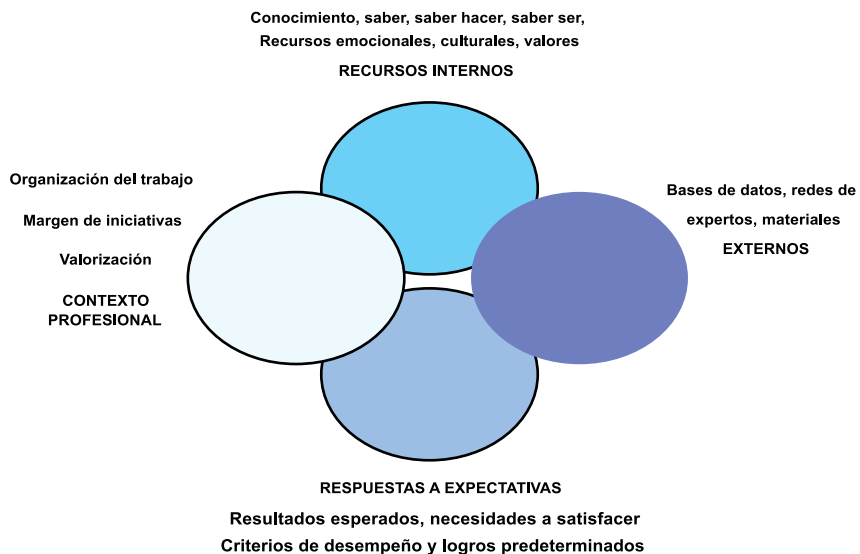 Conocimiento, saber, saber hacer, saber ser,
Recursos emocionales, culturales, valores
RECURSOS INTERNOS
Organización del trabajo
Margen de iniciativas
Valorización
CONTEXTO
PROFESIONAL
Bases de datos, redes de
expertos, materiales
EXTERNOS
RESPUESTAS A EXPECTATIVAS
Resultados esperados, necesidades a satisfacer
Criterios de desempeño y logros predeterminados